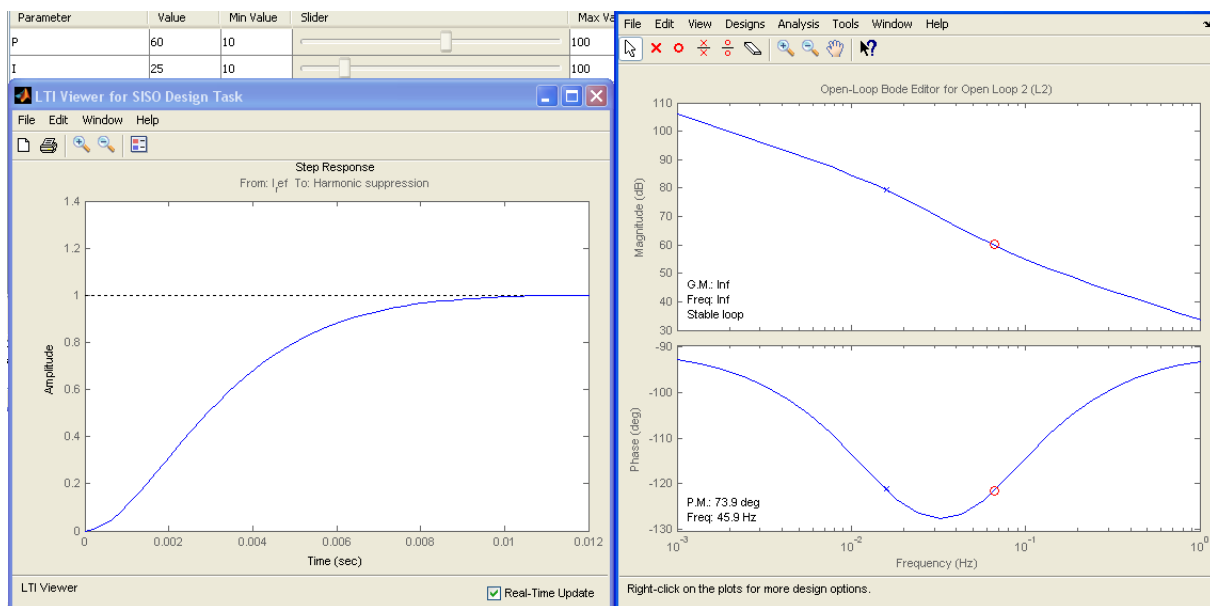 Parameter Value Min Value Slider Max Va
P 60 10 100
I 25 10 100
LTI Viewer for SISO Design Task
File Edit Window Help
Step Response
From: I_ref To: Harmonic suppression
1.4
1.2
1
0.8
0.6
0.4
0.2
0
Amplitude
0 0.002 0.004 0.006 0.008 0.01 0.012
Time (sec)
LTI Viewer
Real-Time Update
File Edit View Designs Analysis Tools Window Help
Open-Loop Bode Editor for Open Loop 2 (L2)
110
100
90
80
70
60
50
40
30
Magnitude (dB)
G.M.: Inf
Freq: Inf
Stable loop
-90
-100
-110
-120
-130
Phase (deg)
P.M.: 73.9 deg
Freq: 45.9 Hz
10^-3 10^-2 10^-1 10^0
Frequency (Hz)
Right-click on the plots for more design options.